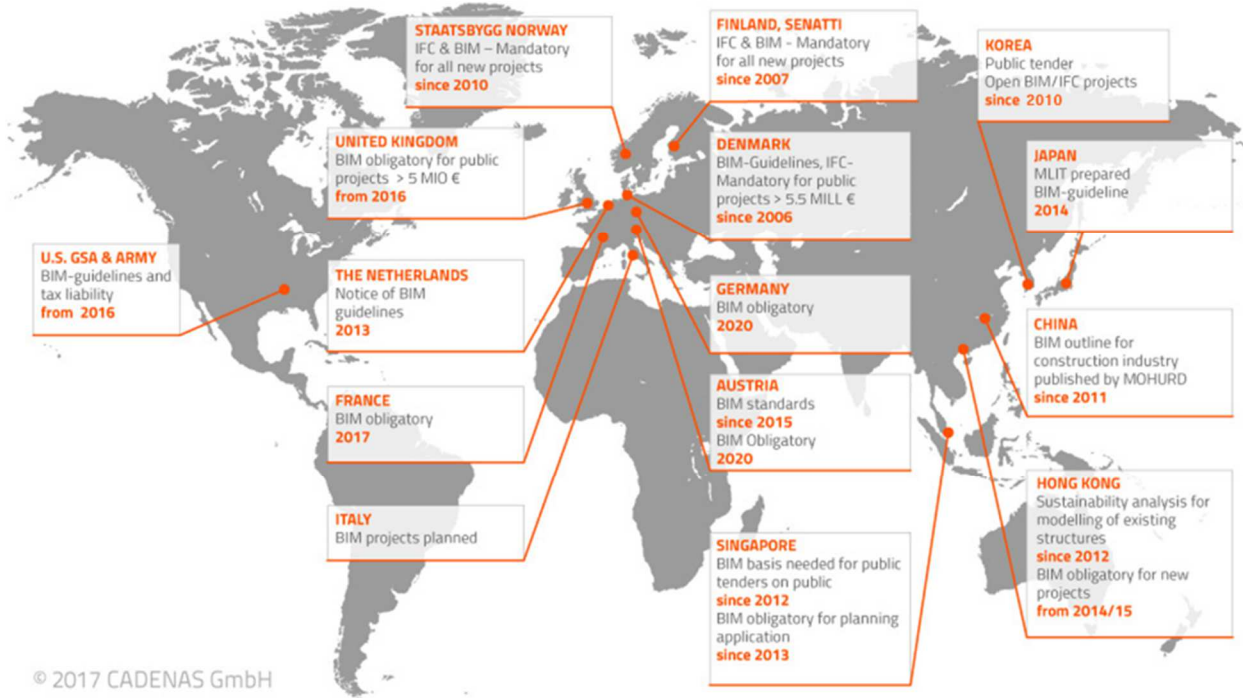 STAATSBYGG NORWAY
IFC & BIM – Mandatory
for all new projects
since 2010
FINLAND, SENATTI
IFC & BIM - Mandatory
for all new projects
since 2007
KOREA
Public tender
Open BIM/IFC projects
since 2010
UNITED KINGDOM
BIM obligatory for public
projects > 5 MIO €
from 2016
DENMARK
BIM-Guidelines, IFC-
Mandatory for public
projects > 5.5 MILL €
since 2006
JAPAN
MLIT prepared
BIM-guideline
2014
U.S. GSA & ARMY
BIM-guidelines and
tax liability
from 2016
THE NETHERLANDS
Notice of BIM
guidelines
2013
GERMANY
BIM obligatory
2020
CHINA
BIM outline for
construction industry
published by MOHURD
since 2011
FRANCE
BIM obligatory
2017
AUSTRIA
BIM standards
since 2015
BIM Obligatory
2020
ITALY
BIM projects planned
SINGAPORE
BIM basis needed for public
tenders on public
since 2012
BIM obligatory for planning
application
since 2013
HONG KONG
Sustainability analysis for
modelling of existing
structures
since 2012
BIM obligatory for new
projects
from 2014/15
© 2017 CADENAS GmbH